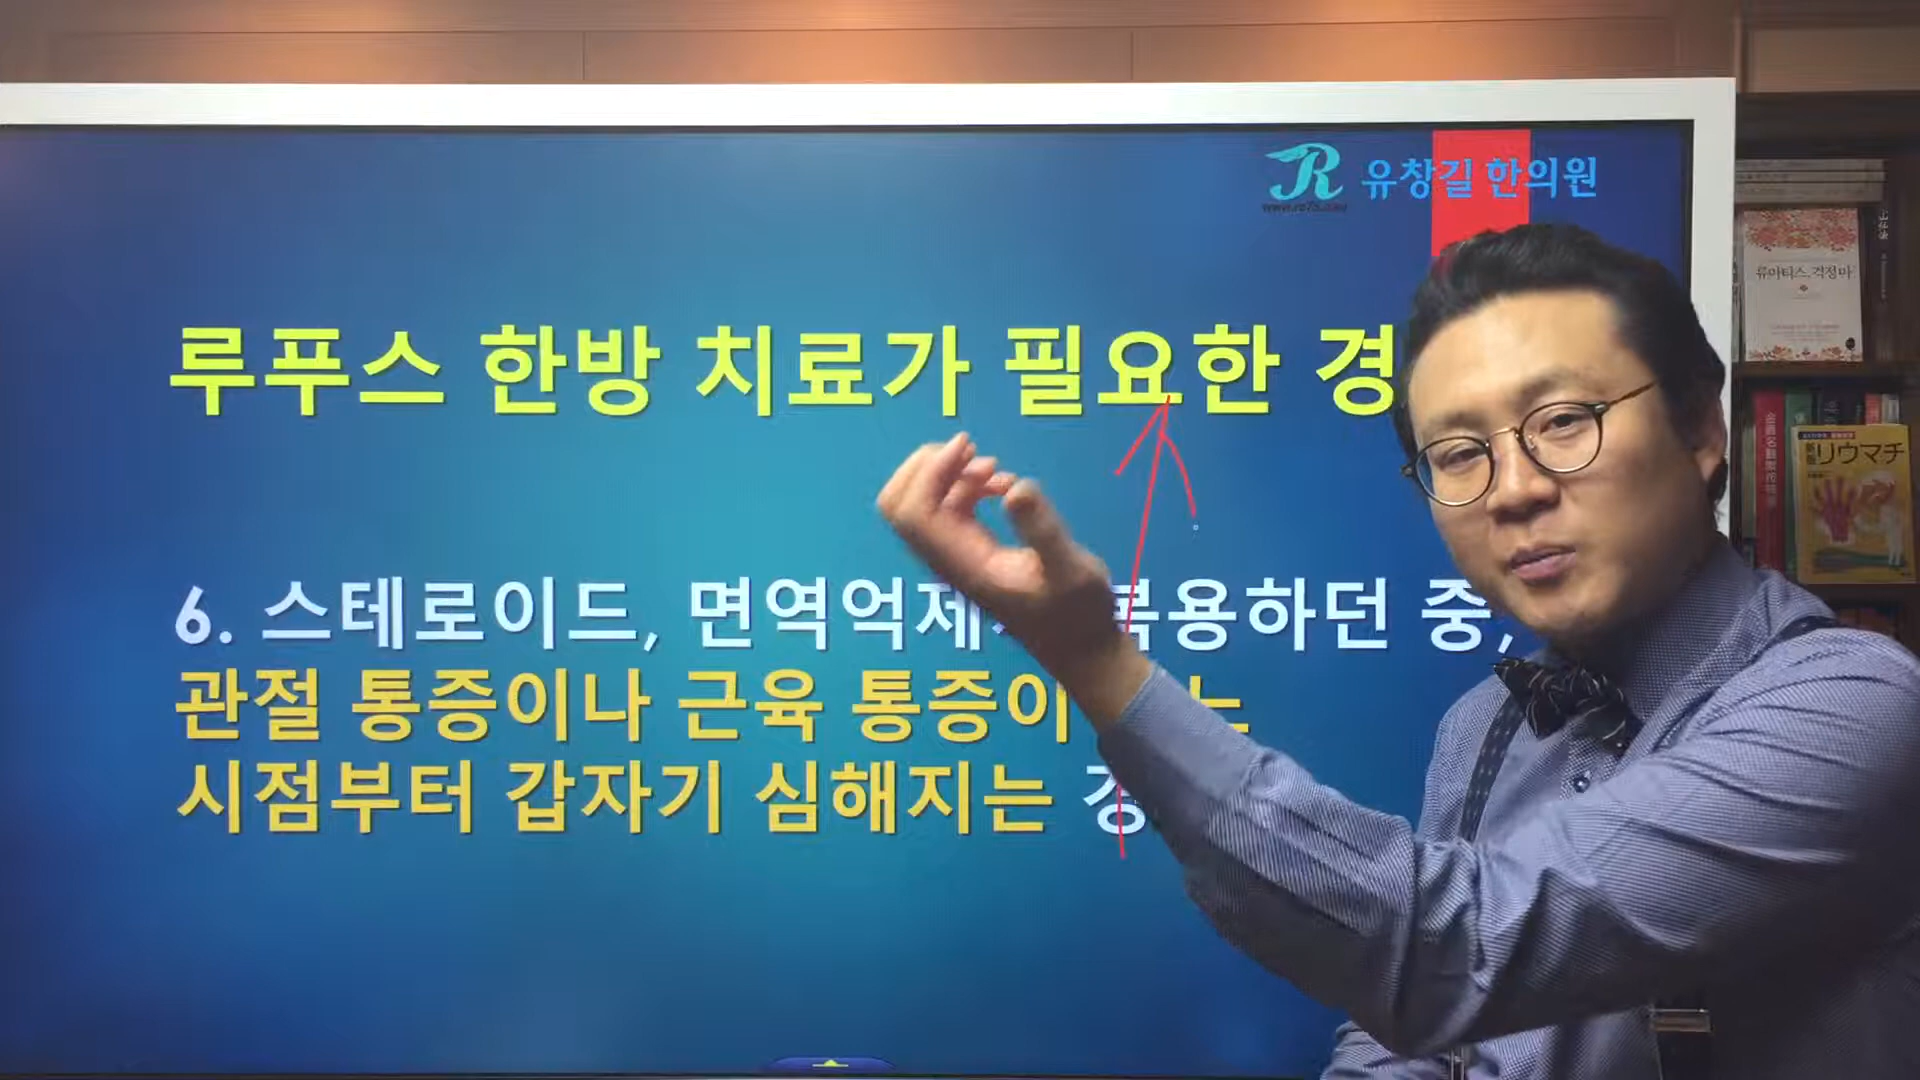 유창길 한의원
루푸스 한방 치료가 필요한 경
6. 스테로이드, 면역억제 복용하던 중,
관절 통증이나 근육 통증이 느
시점부터 갑자기 심해지는 경
류마티스, 걱정마
リウマチ